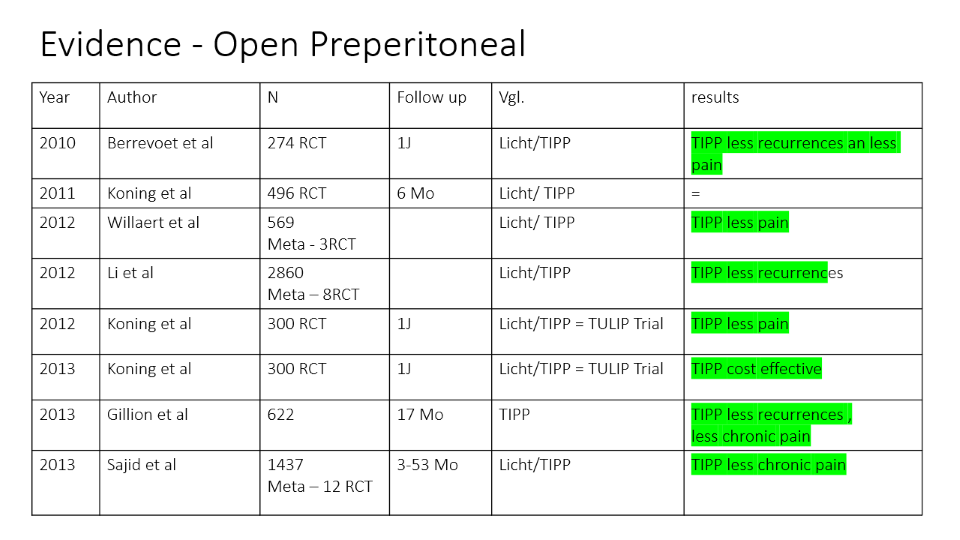 Evidence - Open Preperitoneal
Year Author N Follow up Vgl. results
2010 Berrevoet et al 274 RCT 1J Licht/TIPP TIPP less recurrences an less
pain
2011 Koning et al 496 RCT 6 Mo Licht/ TIPP =
2012 Willaert et al 569 Licht/ TIPP TIPP less pain
Meta - 3RCT
2012 Li et al 2860 Licht/TIPP TIPP less recurrences
Meta – 8RCT
2012 Koning et al 300 RCT 1J Licht/TIPP = TULIP Trial TIPP less pain
2013 Koning et al 300 RCT 1J Licht/TIPP = TULIP Trial TIPP cost effective
2013 Gillion et al 622 17 Mo TIPP TIPP less recurrences ,
less chronic pain
2013 Sajid et al 1437 3-53 Mo Licht/TIPP TIPP less chronic pain
Meta – 12 RCT